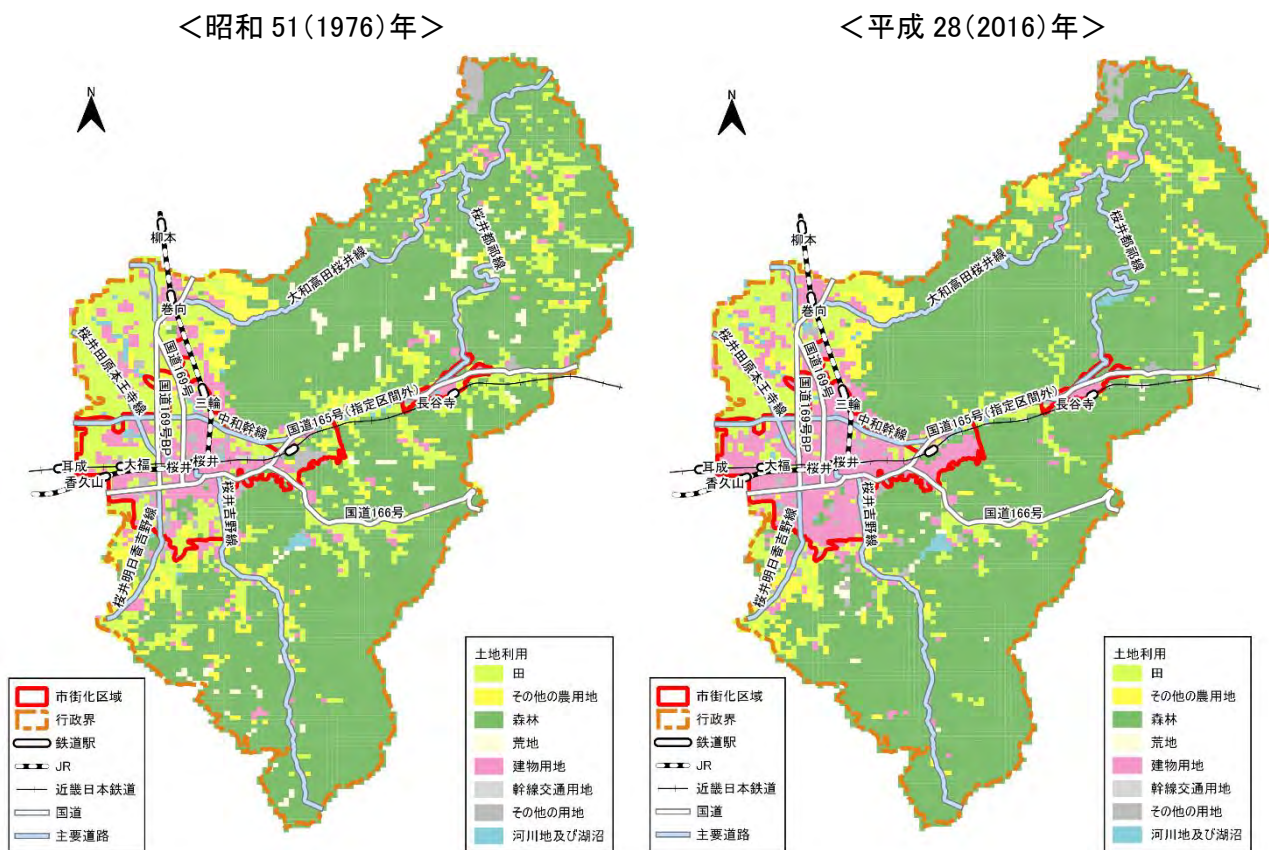 ＜昭和 51(1976)年＞
N
柳本
巻向
大和高田桜井線
桜井都祁線
桜井田原本王寺線
国道169号
国道169号BP
三輪
中和幹線
国道165号(指定区間外)
長谷寺
耳成
香久山
大福
桜井
桜井
国道166号
桜井吉野線
桜井明日香吉野線
市街化区域
行政界
鉄道駅
JR
近畿日本鉄道
国道
主要道路
土地利用
田
その他の農用地
森林
荒地
建物用地
幹線交通用地
その他の用地
河川地及び湖沼
＜平成 28(2016)年＞
N
柳本
巻向
大和高田桜井線
桜井都祁線
桜井田原本王寺線
国道169号
国道169号BP
三輪
中和幹線
国道165号(指定区間外)
長谷寺
耳成
香久山
大福
桜井
桜井
国道166号
桜井吉野線
桜井明日香吉野線
市街化区域
行政界
鉄道駅
JR
近畿日本鉄道
国道
主要道路
土地利用
田
その他の農用地
森林
荒地
建物用地
幹線交通用地
その他の用地
河川地及び湖沼